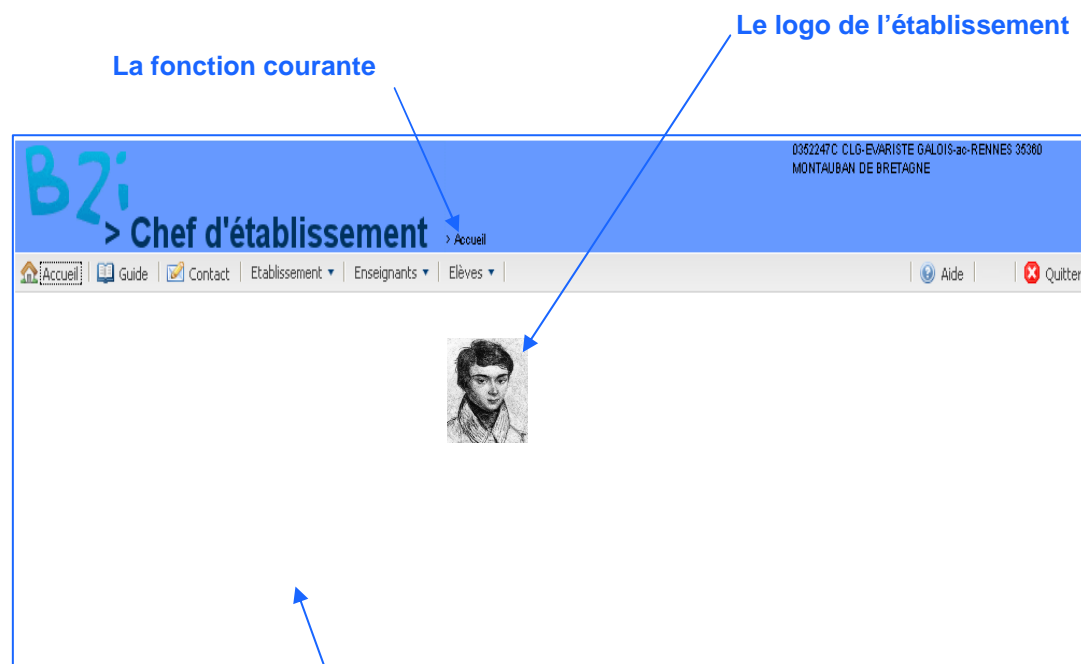 Le logo de l’établissement
La fonction courante
B2i
0352247C CLG-EVARISTE GALOIS-ac-RENNES 35360
MONTAUBAN DE BRETAGNE
> Chef d'établissement > Accueil
Accueil Guide Contact Etablissement Enseignants Elèves Aide Quitter